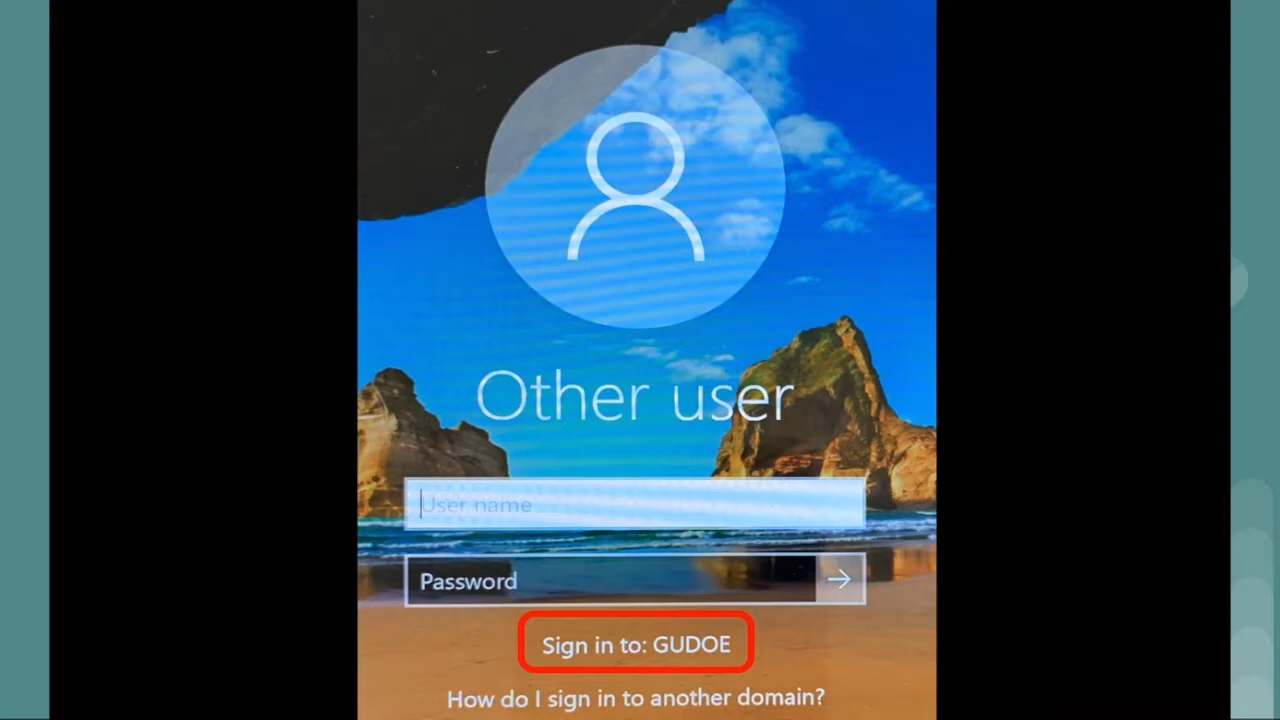 Other user
User name
Password
Sign in to: GUDOE
How do I sign in to another domain?